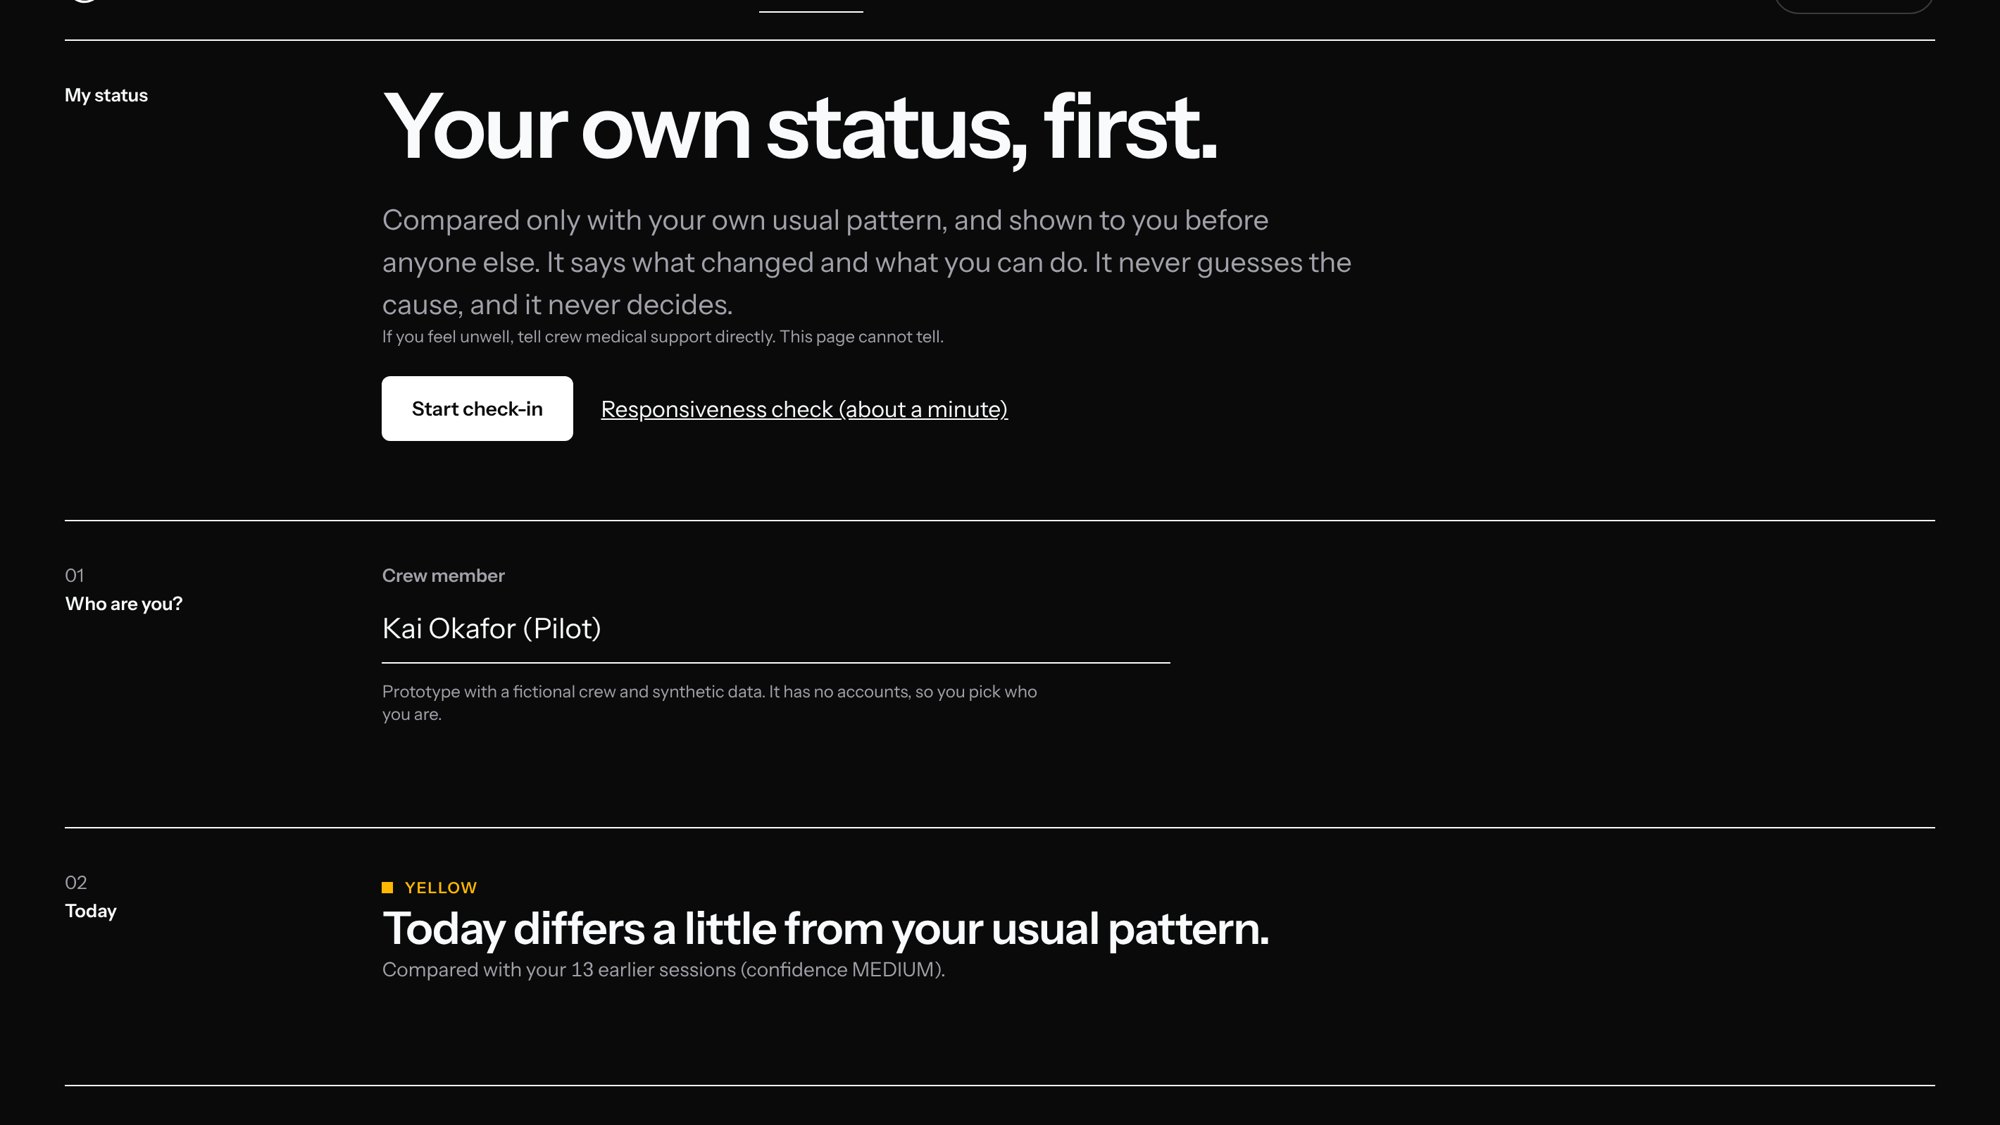 My status
Your own status, first.
Compared only with your own usual pattern, and shown to you before
anyone else. It says what changed and what you can do. It never guesses the
cause, and it never decides.
If you feel unwell, tell crew medical support directly. This page cannot tell.
Start check-in
Responsiveness check (about a minute)
01
Who are you?
Crew member
Kai Okafor (Pilot)
Prototype with a fictional crew and synthetic data. It has no accounts, so you pick who
you are.
02
Today
YELLOW
Today differs a little from your usual pattern.
Compared with your 13 earlier sessions (confidence MEDIUM).